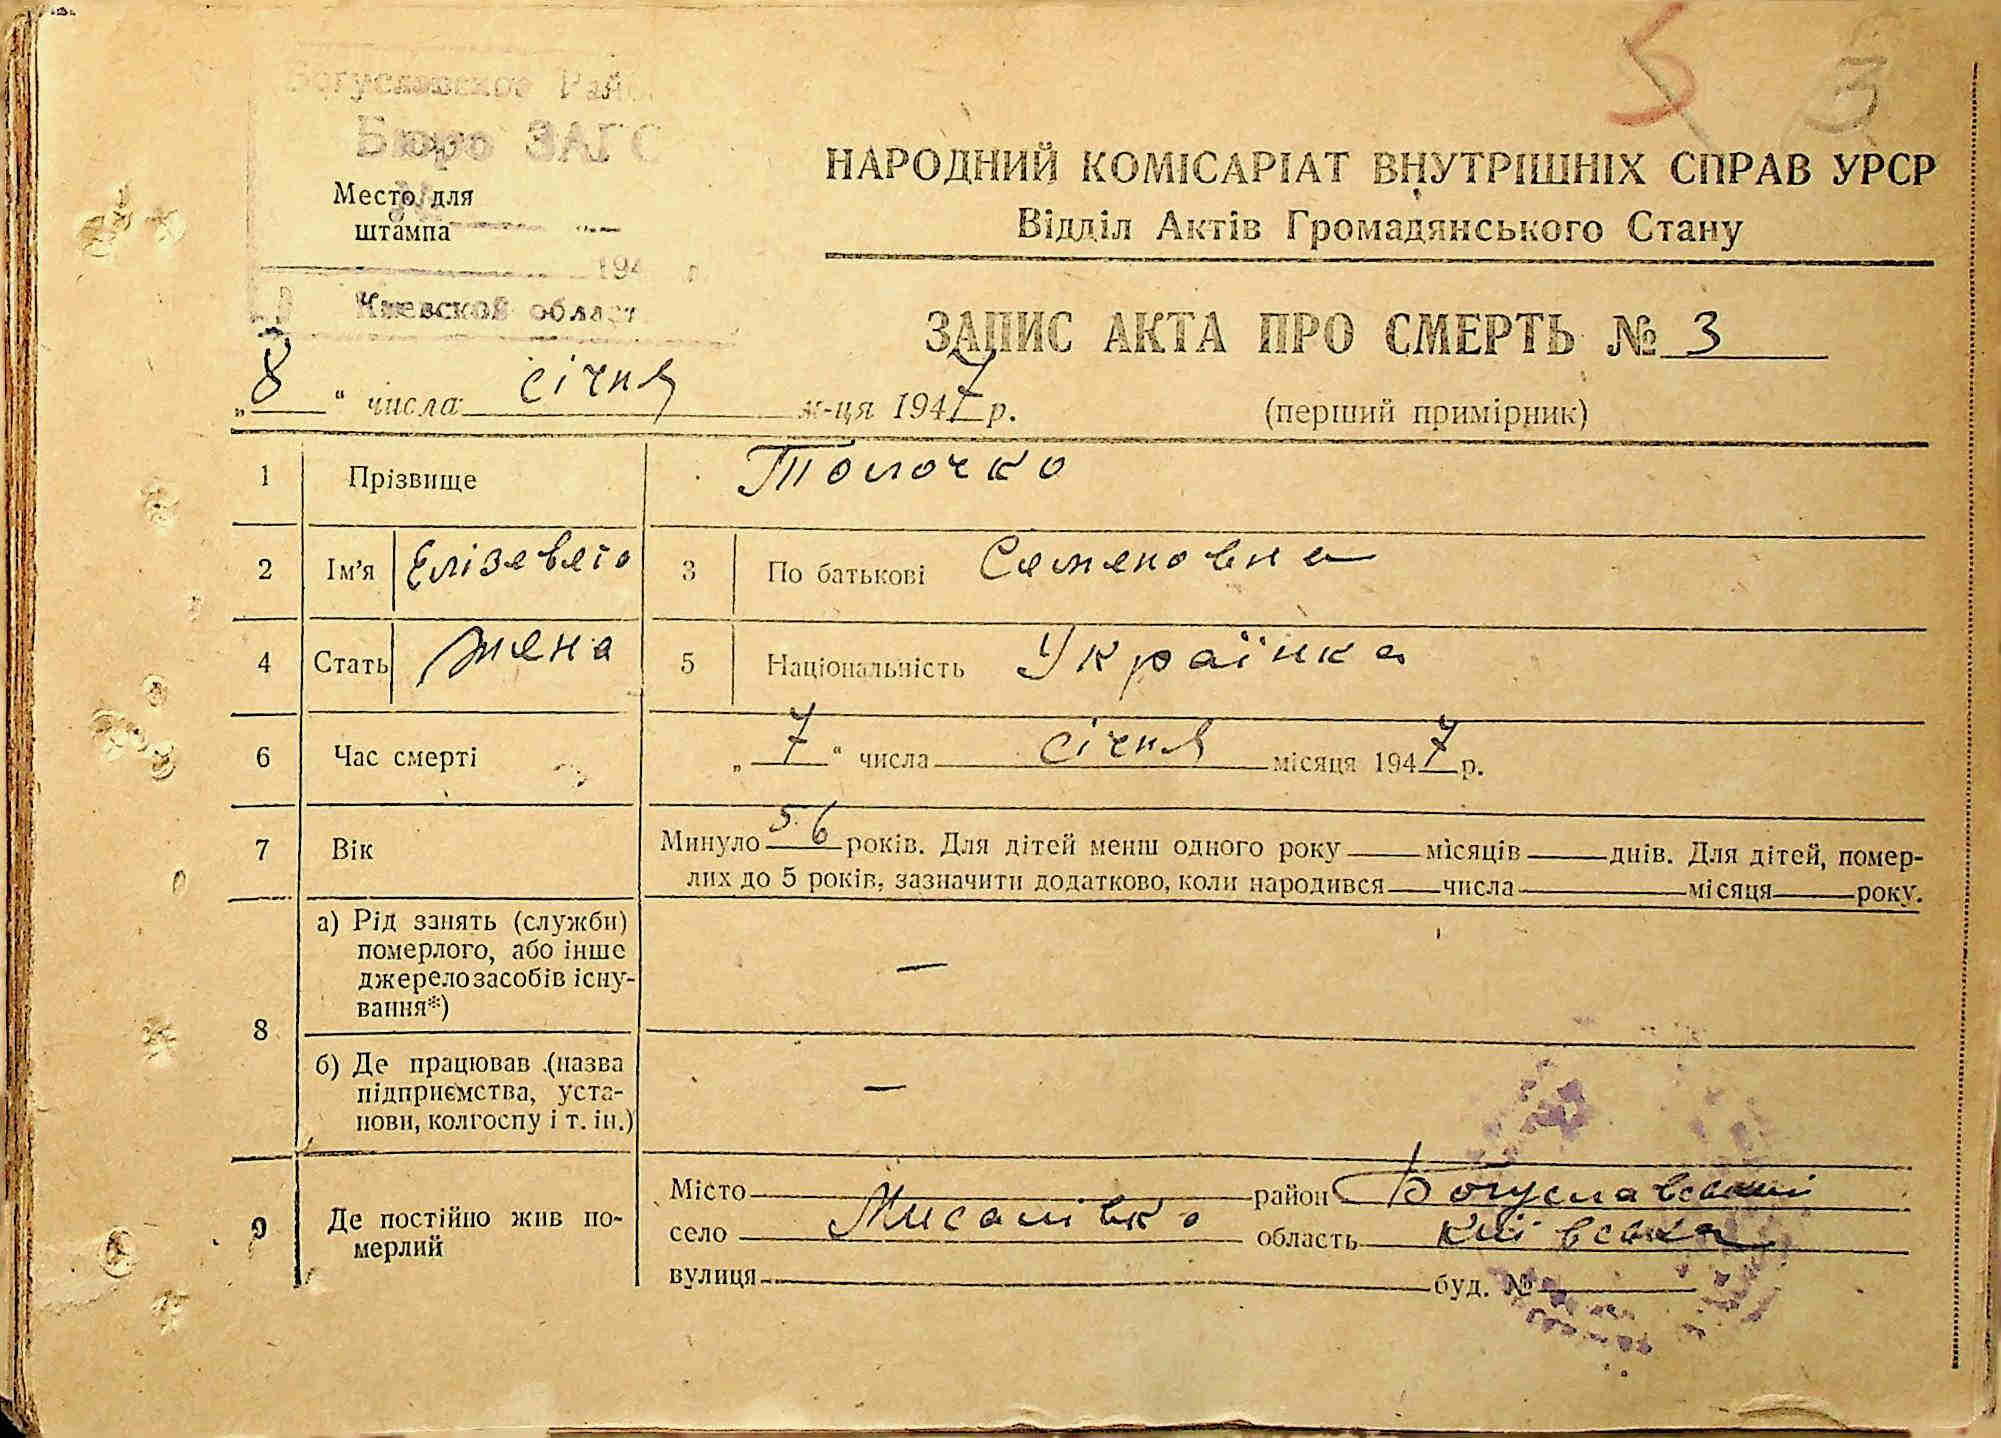 5 3
Богуславское Рай
Бюро ЗАГС
Место для
штампа
194 г
Киевской област
НАРОДНИЙ КОМІСАРІАТ ВНУТРІШНІХ СПРАВ УРСР
Відділ Актів Громадянського Стану
ЗАПИС АКТА ПРО СМЕРТЬ № 3
„8“ числа січня м-ця 1947 р.
(перший примірник)
1 Прізвище Толочко
2 Ім’я Елізавета 3 По батькові Семеновна
4 Стать жена 5 Національність Українка
6 Час смерті „7“ числа січня місяця 1947 р.
7 Вік Минуло 56 років. Для дітей менш одного року місяців днів. Для дітей, помер-
лих до 5 років, зазначити додатково, коли народився числа місяця року.
8 а) Рід занять (служби)
померлого, або інше
джерело засобів існу-
вання*) —
б) Де працював (назва
підприємства, уста-
нови, колгоспу і т. ін.) —
9 Де постійно жив по-
мерлий
Місто район Богуславський
село Мисайлівка область Київська
вулиця буд. №